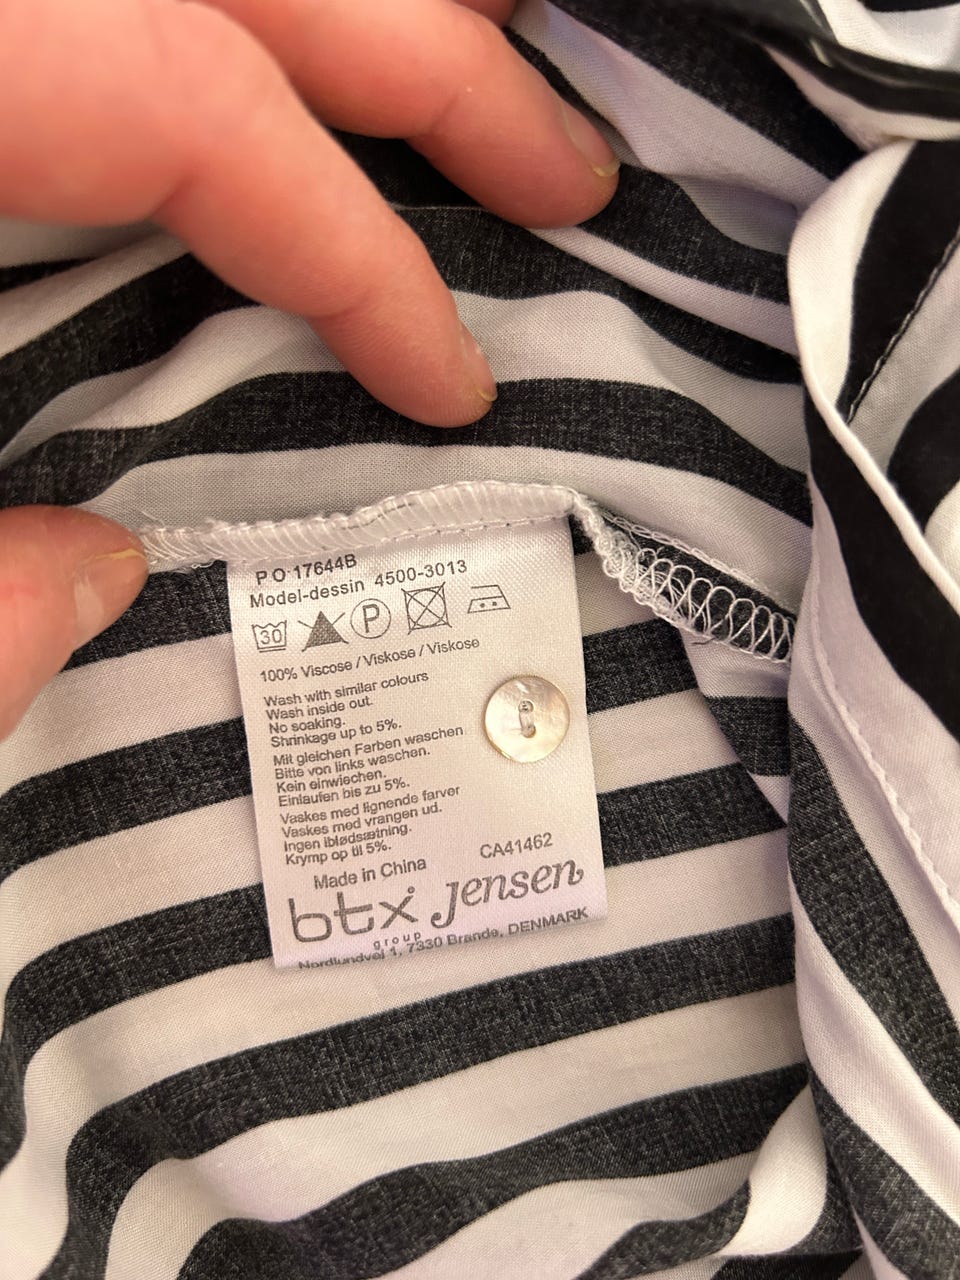 PO 17644B
Model-dessin 4500-3013
30 P
100% Viscose / Viskose / Viskose
Wash with similar colours
Wash inside out.
No soaking.
Shrinkage up to 5%.
Mit gleichen Farben waschen
Bitte von links waschen.
Kein einwiechen.
Einlaufen bis zu 5%.
Vaskes med lignende farver
Vaskes med vrangen ud.
Ingen iblødsætning.
Krymp op til 5%.
CA41462
Made in China
btx jensen
group
Nordlundvej 1, 7330 Brande, DENMARK